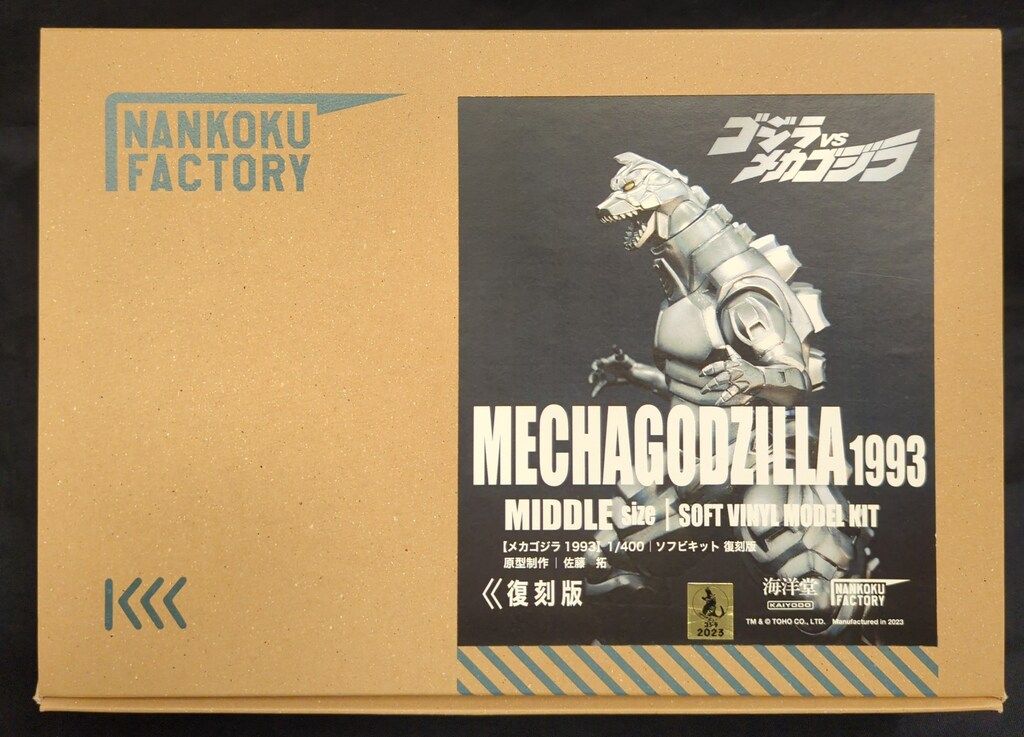 NANKOKU
FACTORY
ゴジラVS
メカゴジラ
MECHAGODZILLA 1993
MIDDLE size | SOFT VINYL MODEL KIT
【メカゴジラ 1993】 1/400 | ソフビキット 復刻版
原型制作 | 佐藤 拓
《復刻版
海洋堂
KAIYODO
NANKOKU
FACTORY
ゴジラ
2023
TM & © TOHO CO., LTD. Manufactured in 2023